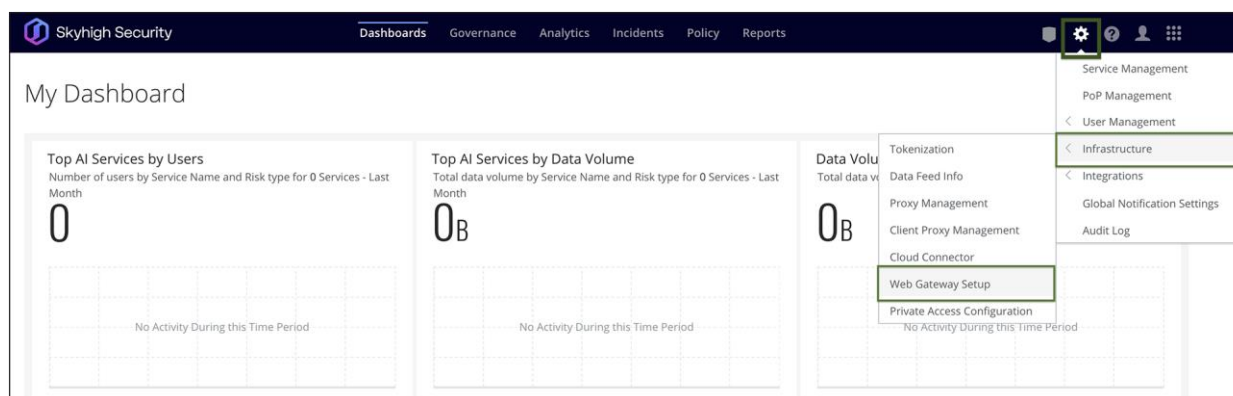 Skyhigh Security
Dashboards Governance Analytics Incidents Policy Reports
My Dashboard
Service Management
PoP Management
User Management
Infrastructure
Integrations
Global Notification Settings
Audit Log
Tokenization
Data Feed Info
Proxy Management
Client Proxy Management
Cloud Connector
Web Gateway Setup
Private Access Configuration
Top AI Services by Users
Number of users by Service Name and Risk type for 0 Services - Last
Month
0
No Activity During this Time Period
Top AI Services by Data Volume
Total data volume by Service Name and Risk type for 0 Services - Last
Month
0B
No Activity During this Time Period
Data Volu
Total data
0B
No Activity During this Time Period